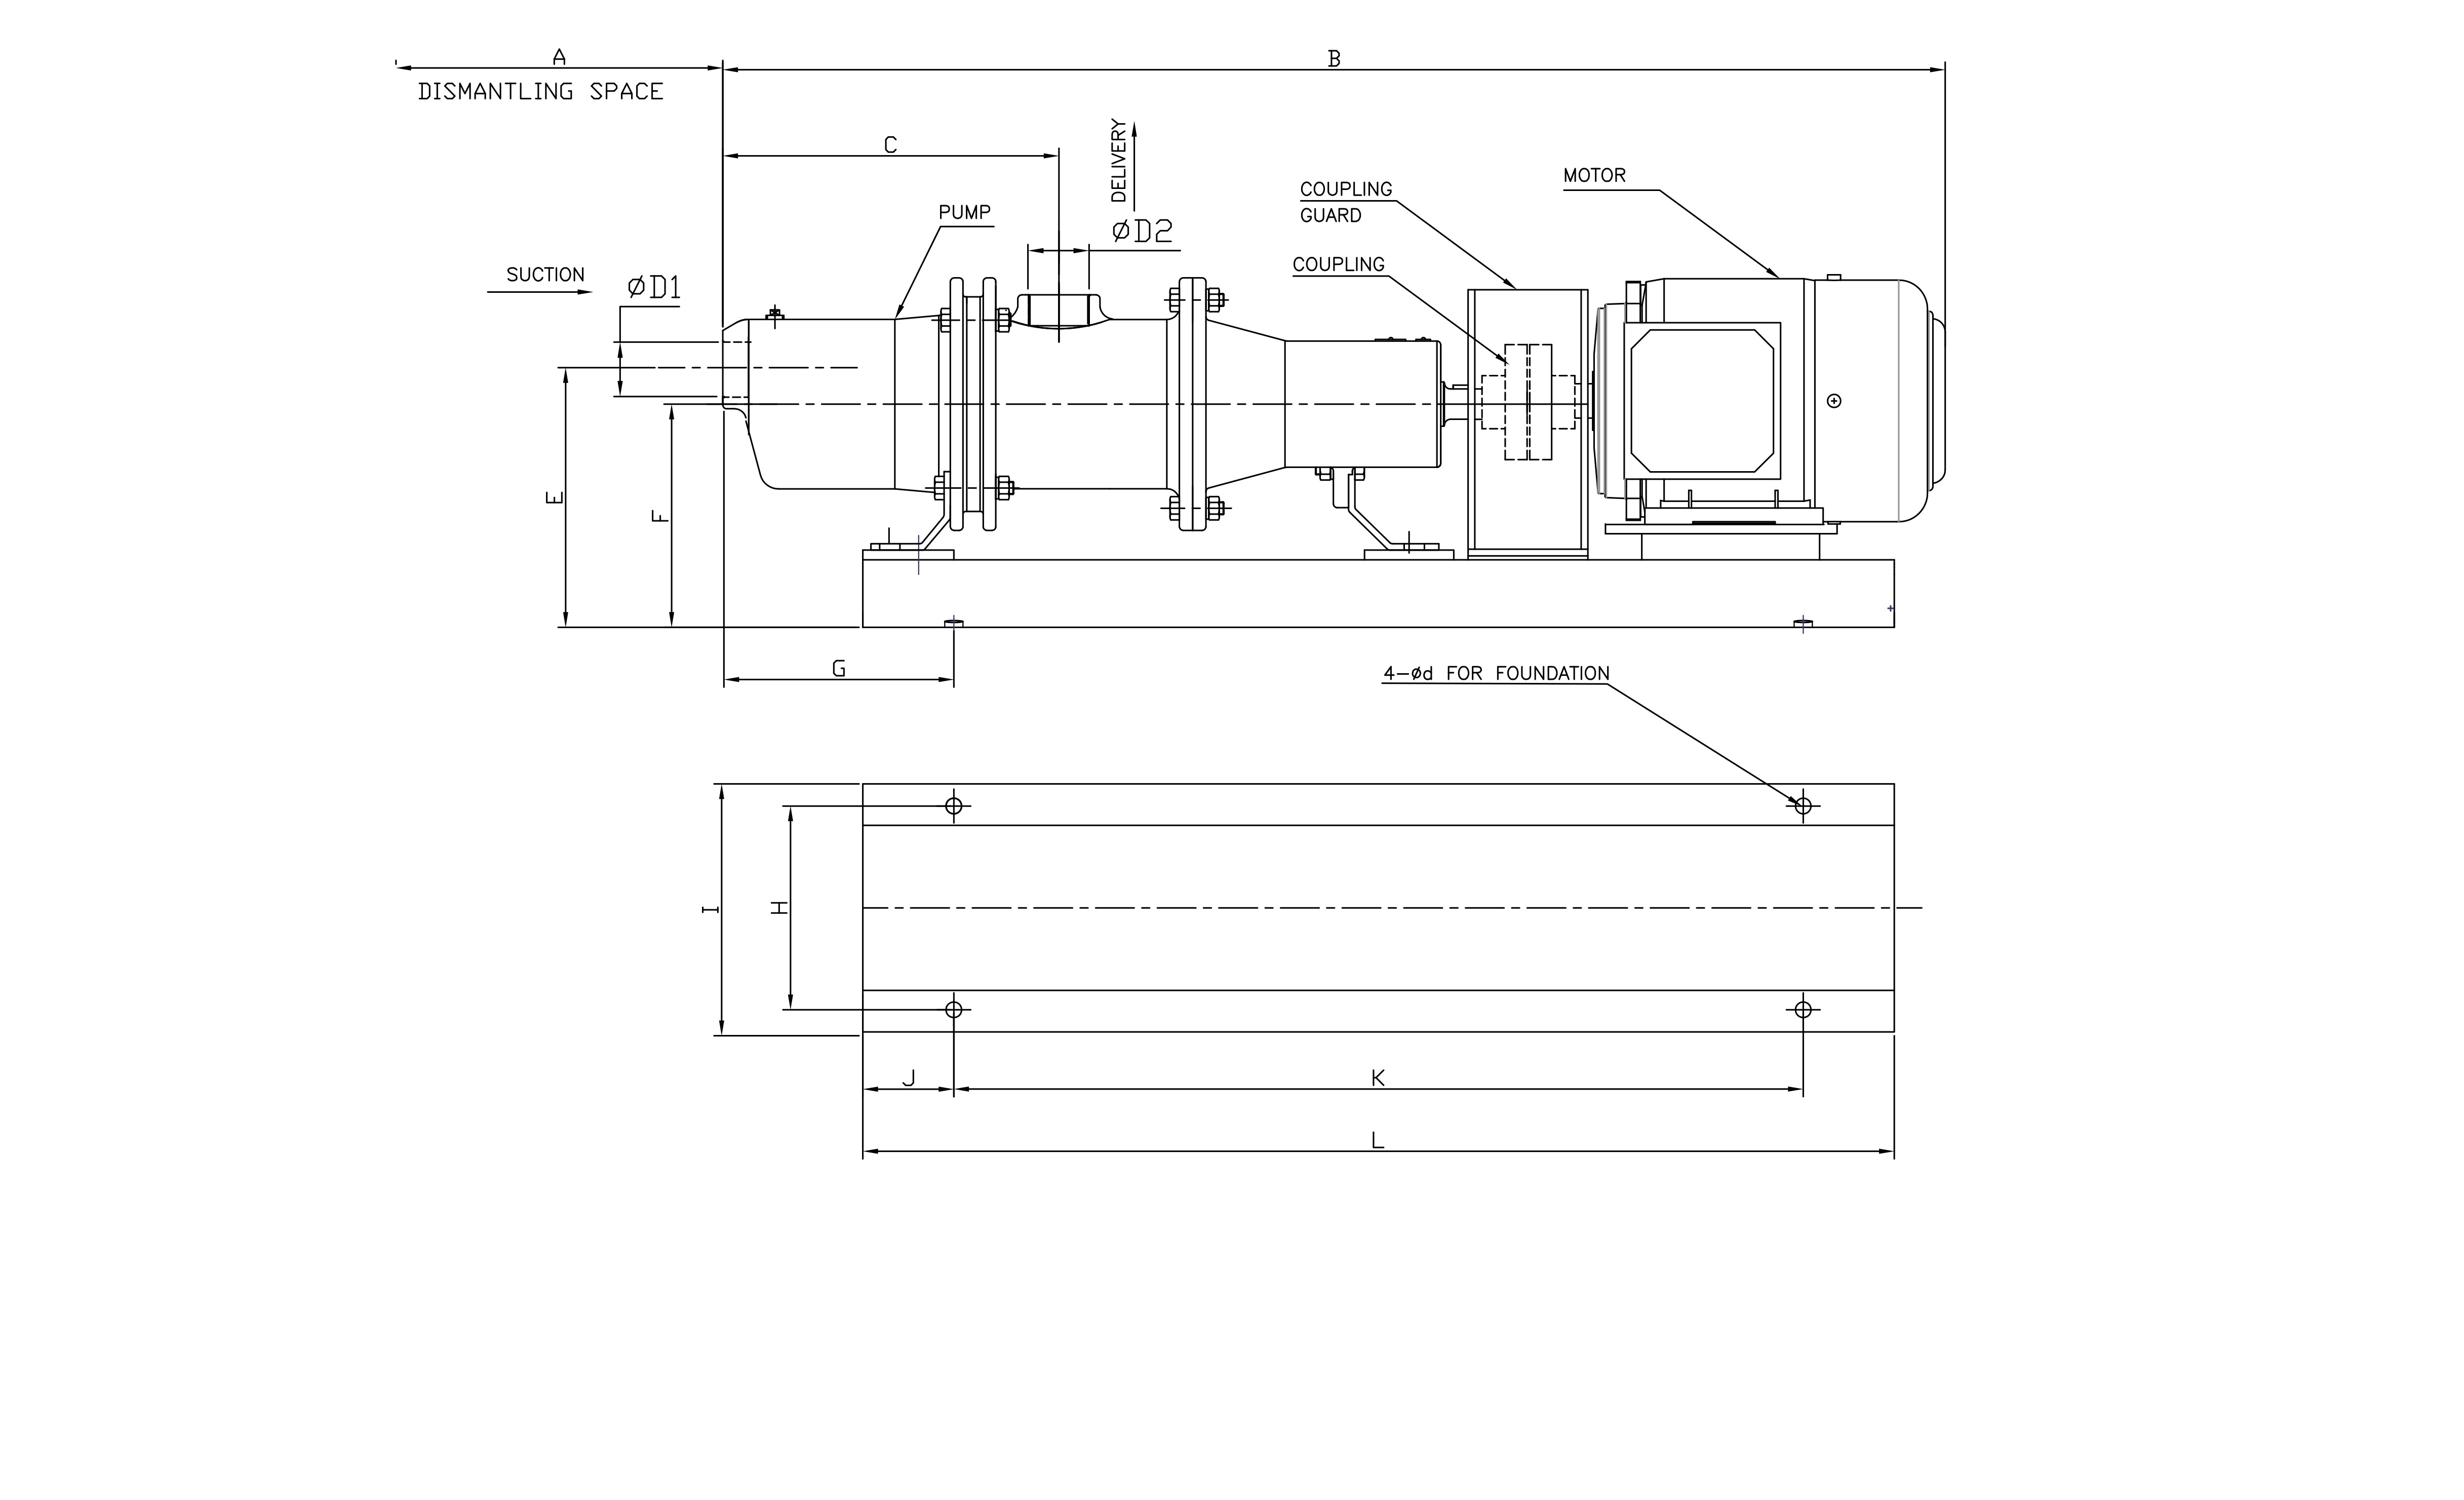 A
B
DISMANTLING SPACE
C
DELIVERY
MOTOR
COUPLING
GUARD
PUMP
øD2
COUPLING
SUCTION
øD1
E
F
G
4-ød FOR FOUNDATION
I
H
J
K
L